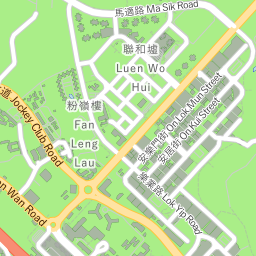 馬適路 Ma Sik Road
聯和墟
Luen Wo
Hui
粉嶺樓
Fan
Leng
Lau
安樂門街 On Lok Mun Street
安居街 On Kui Street
樂業路 Lok Yip Road
道 Jockey Club Road
n Wan Road